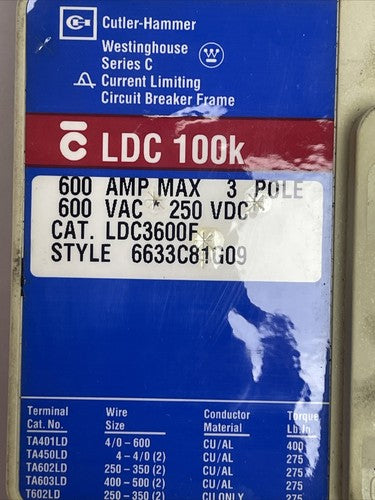 Cutler-Hammer
Westinghouse
Series C
Current Limiting
Circuit Breaker Frame
C LDC 100k
600 AMP MAX 3 POLE
600 VAC 250 VDC
CAT. LDC3600F
STYLE 6633C81G09
Terminal Wire Conductor Torque
Cat. No. Size Material Lb. In.
TA401LD 4/0 - 600 CU/AL 400
TA450LD 4 - 4/0 (2) CU/AL 275
TA602LD 250 - 350 (2) CU/AL 275
TA603LD 400 - 500 (2) CU/AL 275
T602LD 250 - 350 (2) CU ONLY 275